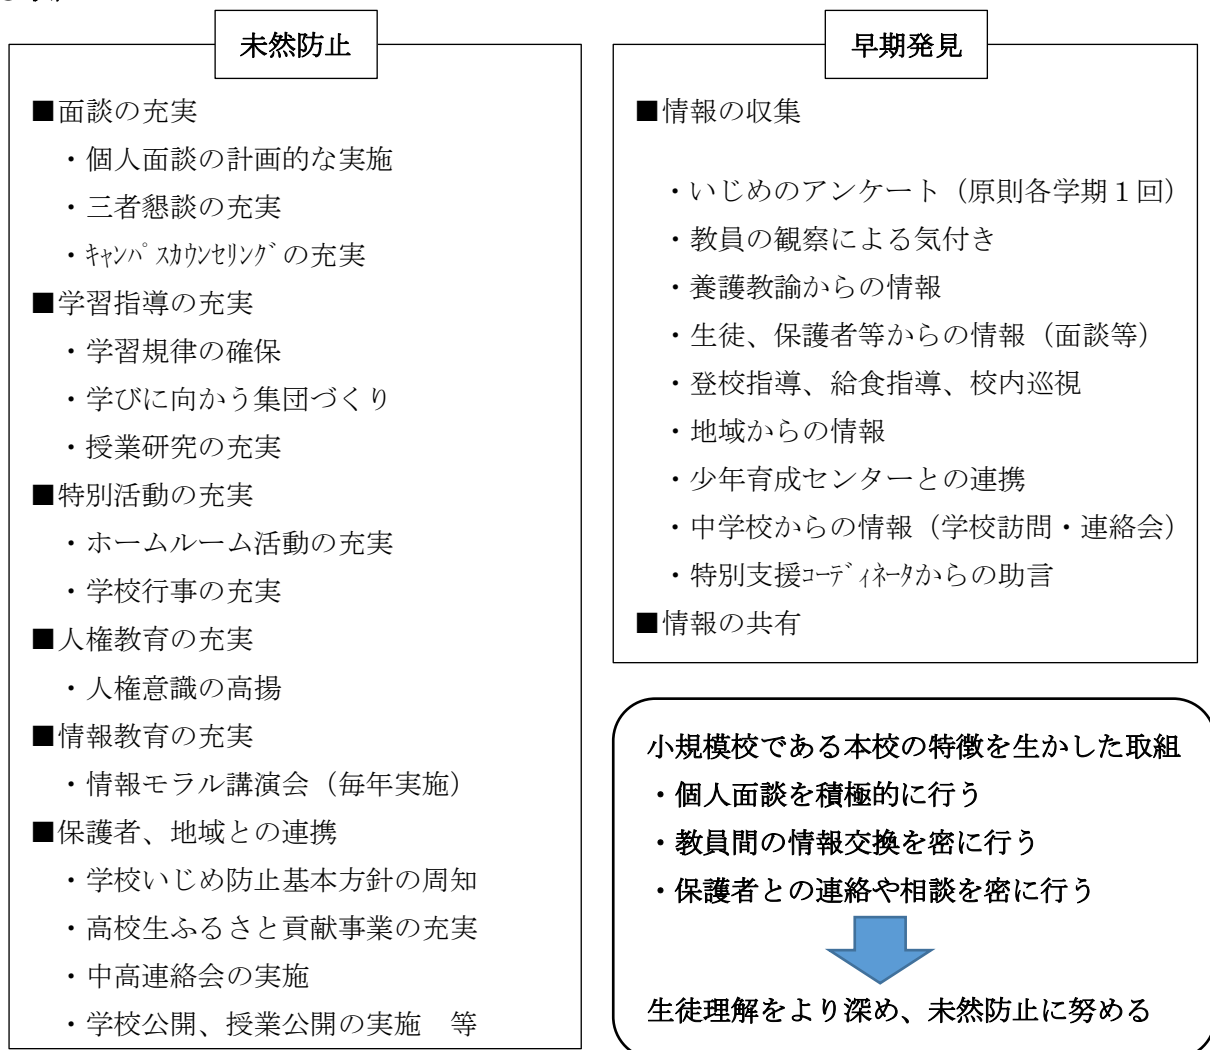 未然防止
■面談の充実
・個人面談の計画的な実施
・三者懇談の充実
・ｷｬﾝﾊﾟｽｶｳﾝｾﾘﾝｸﾞの充実
■学習指導の充実
・学習規律の確保
・学びに向かう集団づくり
・授業研究の充実
■特別活動の充実
・ホームルーム活動の充実
・学校行事の充実
■人権教育の充実
・人権意識の高揚
■情報教育の充実
・情報モラル講演会（毎年実施）
■保護者、地域との連携
・学校いじめ防止基本方針の周知
・高校生ふるさと貢献事業の充実
・中高連絡会の実施
・学校公開、授業公開の実施　等
早期発見
■情報の収集
・いじめのアンケート（原則各学期１回）
・教員の観察による気付き
・養護教諭からの情報
・生徒、保護者等からの情報（面談等）
・登校指導、給食指導、校内巡視
・地域からの情報
・少年育成センターとの連携
・中学校からの情報（学校訪問・連絡会）
・特別支援ｺｰﾃﾞｨﾈｰﾀからの助言
■情報の共有
小規模校である本校の特徴を生かした取組
・個人面談を積極的に行う
・教員間の情報交換を密に行う
・保護者との連絡や相談を密に行う
生徒理解をより深め、未然防止に努める